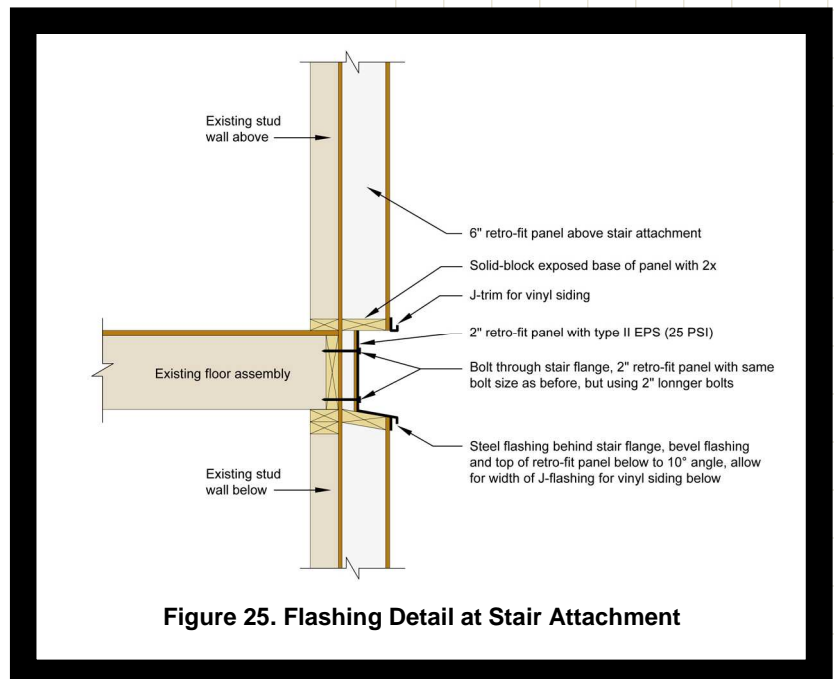 Existing stud
wall above
6" retro-fit panel above stair attachment
Solid-block exposed base of panel with 2x
J-trim for vinyl siding
2" retro-fit panel with type II EPS (25 PSI)
Existing floor assembly
Bolt through stair flange, 2" retro-fit panel with same
bolt size as before, but using 2" lonnger bolts
Steel flashing behind stair flange, bevel flashing
and top of retro-fit panel below to 10° angle, allow
for width of J-flashing for vinyl siding below
Existing stud
wall below
Figure 25. Flashing Detail at Stair Attachment